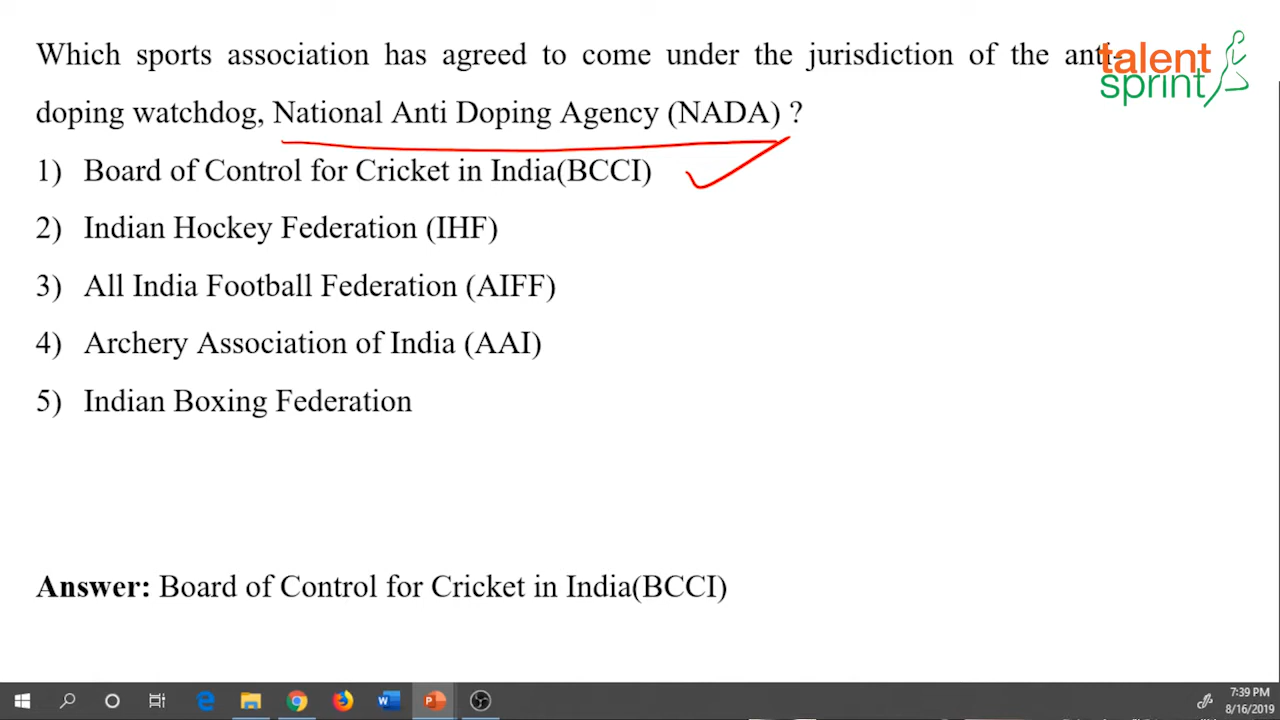 Which sports association has agreed to come under the jurisdiction of the anti-
doping watchdog, National Anti Doping Agency (NADA) ?
talent
sprint
1) Board of Control for Cricket in India(BCCI)
2) Indian Hockey Federation (IHF)
3) All India Football Federation (AIFF)
4) Archery Association of India (AAI)
5) Indian Boxing Federation
Answer: Board of Control for Cricket in India(BCCI)
7:39 PM
8/16/2019